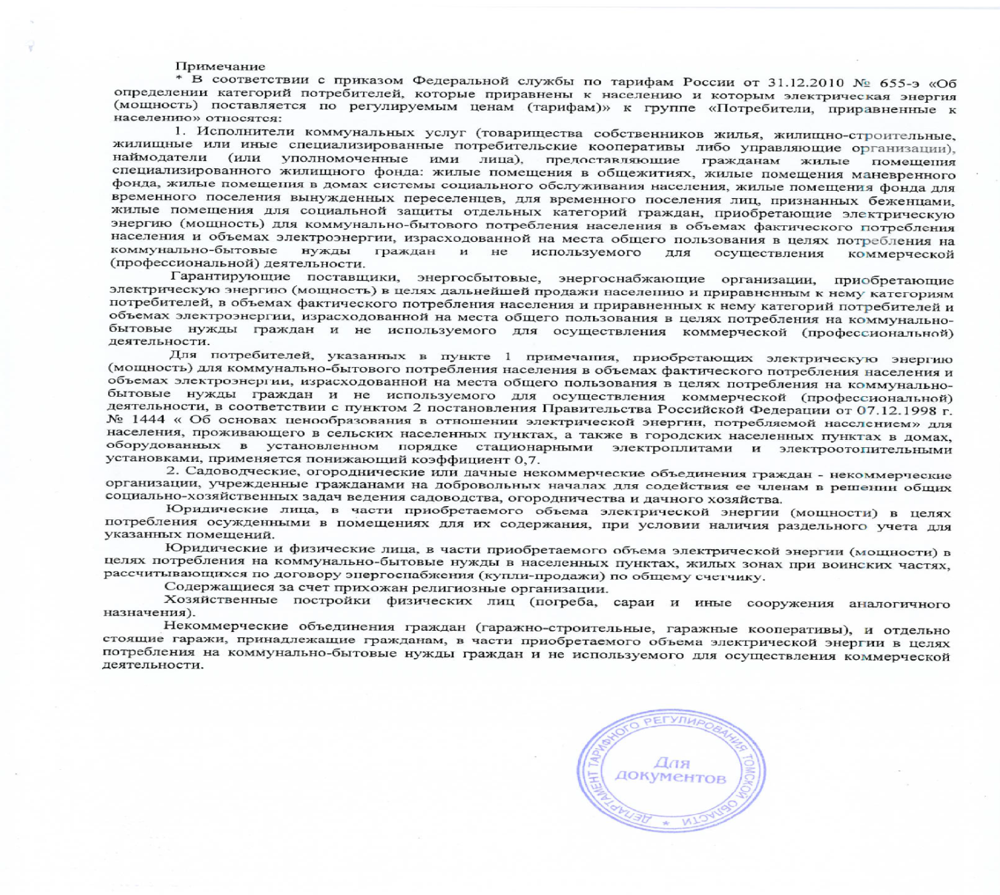 Примечание
* В соответствии с приказом Федеральной службы по тарифам России от 31.12.2010 № 655-э «Об
определении категорий потребителей, которые приравнены к населению и которым электрическая энергия
(мощность) поставляется по регулируемым ценам (тарифам)» к группе «Потребители, приравненные к
населению» относятся:
1. Исполнители коммунальных услуг (товарищества собственников жилья, жилищно-строительные,
жилищные или иные специализированные потребительские кооперативы либо управляющие организации),
наймодатели (или уполномоченные ими лица), предоставляющие гражданам жилые помещения
специализированного жилищного фонда: жилые помещения в общежитиях, жилые помещения маневренного
фонда, жилые помещения в домах системы социального обслуживания населения, жилые помещения фонда для
временного поселения вынужденных переселенцев, для временного поселения лиц, признанных беженцами,
жилые помещения для социальной защиты отдельных категорий граждан, приобретающие электрическую
энергию (мощность) для коммунально-бытового потребления населения в объемах фактического потребления
населения и объемах электроэнергии, израсходованной на места общего пользования в целях потребления на
коммунально-бытовые нужды граждан и не используемого для осуществления коммерческой
(профессиональной) деятельности.
Гарантирующие поставщики, энергосбытовые, энергоснабжающие организации, приобретающие
электрическую энергию (мощность) в целях дальнейшей продажи населению и приравненным к нему категориям
потребителей, в объемах фактического потребления населения и приравненных к нему категорий потребителей и
объемах электроэнергии, израсходованной на места общего пользования в целях потребления на коммунально-
бытовые нужды граждан и не используемого для осуществления коммерческой (профессиональной)
деятельности.
Для потребителей, указанных в пункте 1 примечания, приобретающих электрическую энергию
(мощность) для коммунально-бытового потребления населения в объемах фактического потребления населения и
объемах электроэнергии, израсходованной на места общего пользования в целях потребления на коммунально-
бытовые нужды граждан и не используемого для осуществления коммерческой (профессиональной)
деятельности, в соответствии с пунктом 2 постановления Правительства Российской Федерации от 07.12.1998 г.
№ 1444 « Об основах ценообразования в отношении электрической энергии, потребляемой населением» для
населения, проживающего в сельских населенных пунктах, а также в городских населенных пунктах в домах,
оборудованных в установленном порядке стационарными электроплитами и электроотопительными
установками, применяется понижающий коэффициент 0,7.
2. Садоводческие, огороднические или дачные некоммерческие объединения граждан - некоммерческие
организации, учрежденные гражданами на добровольных началах для содействия ее членам в решении общих
социально-хозяйственных задач ведения садоводства, огородничества и дачного хозяйства.
Юридические лица, в части приобретаемого объема электрической энергии (мощности) в целях
потребления осужденными в помещениях для их содержания, при условии наличия раздельного учета для
указанных помещений.
Юридические и физические лица, в части приобретаемого объема электрической энергии (мощности) в
целях потребления на коммунально-бытовые нужды в населенных пунктах, жилых зонах при воинских частях,
рассчитывающихся по договору энергоснабжения (купли-продажи) по общему счетчику.
Содержащиеся за счет прихожан религиозные организации.
Хозяйственные постройки физических лиц (погреба, сараи и иные сооружения аналогичного
назначения).
Некоммерческие объединения граждан (гаражно-строительные, гаражные кооперативы), и отдельно
стоящие гаражи, принадлежащие гражданам, в части приобретаемого объема электрической энергии в целях
потребления на коммунально-бытовые нужды граждан и не используемого для осуществления коммерческой
деятельности.
ДЕПАРТАМЕНТ ТАРИФНОГО РЕГУЛИРОВАНИЯ ТОМСКОЙ ОБЛАСТИ *
Для
документов